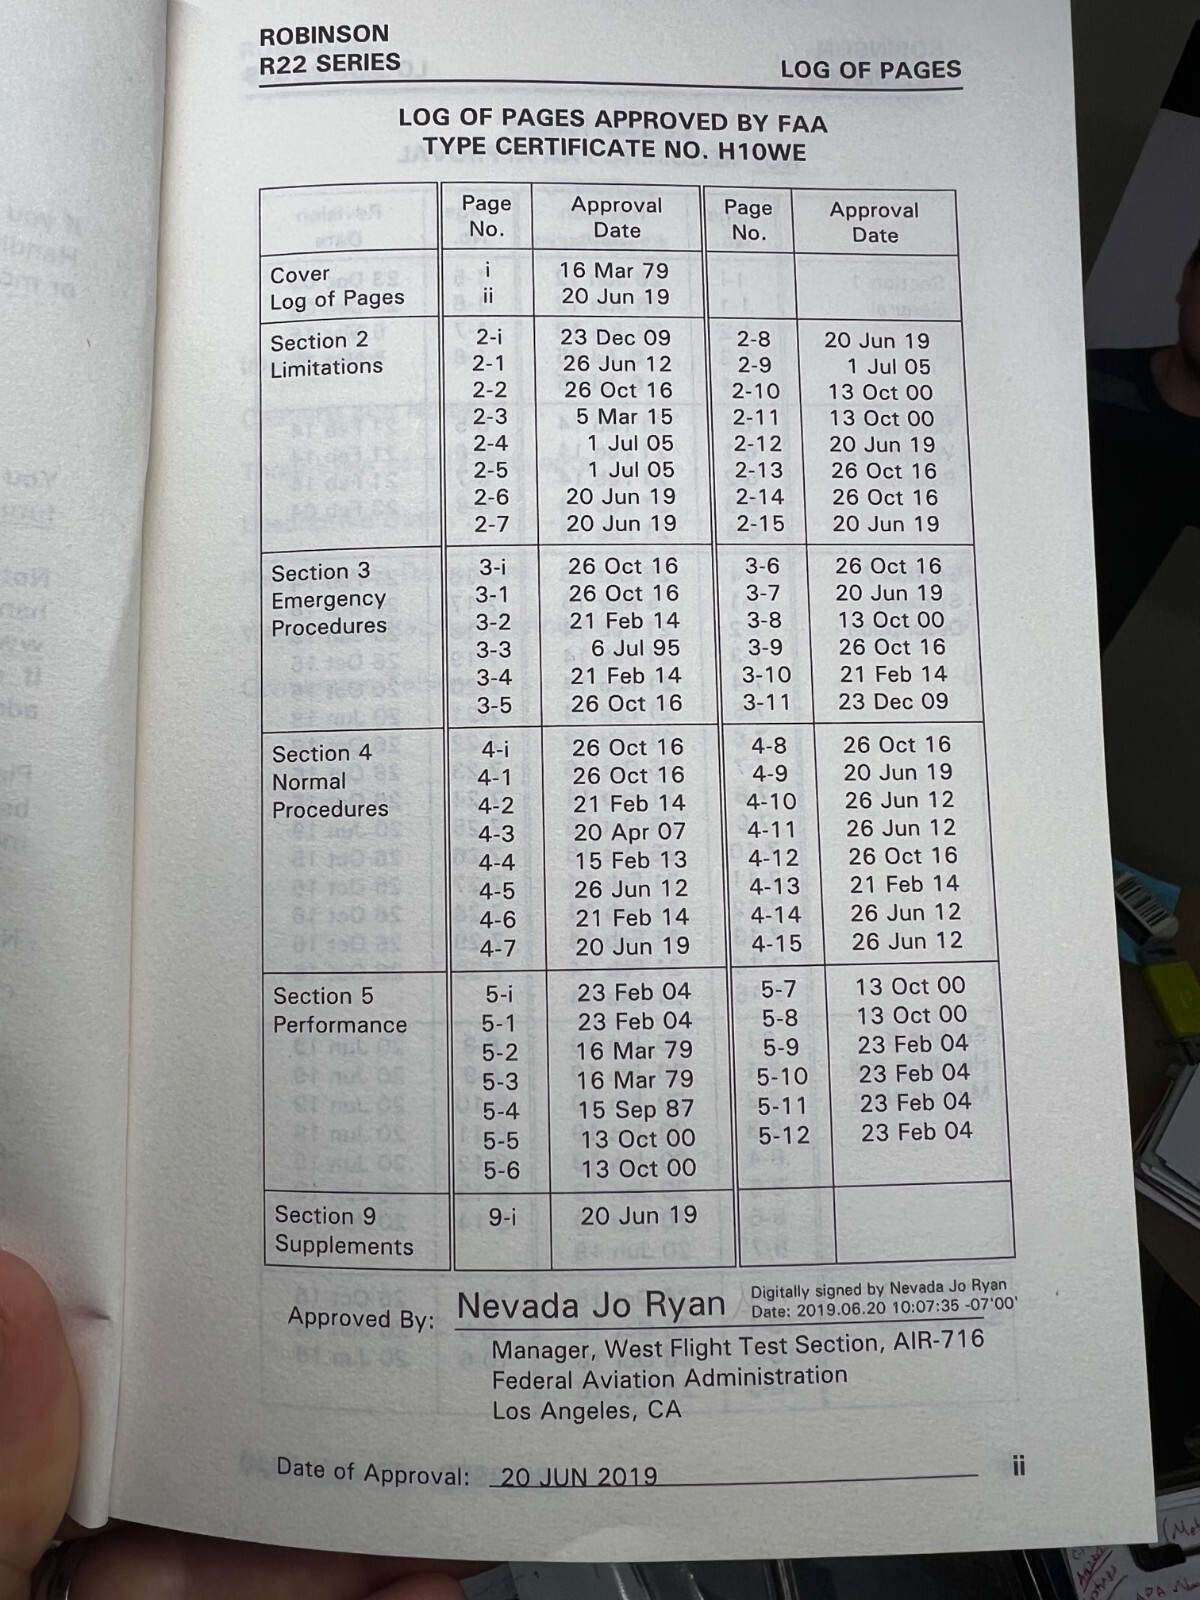 ROBINSON
R22 SERIES
LOG OF PAGES
LOG OF PAGES APPROVED BY FAA
TYPE CERTIFICATE NO. H10WE
Page No. Approval Date Page No. Approval Date
Cover i 16 Mar 79
Log of Pages ii 20 Jun 19
Section 2 2-i 23 Dec 09 2-8 20 Jun 19
Limitations 2-1 26 Jun 12 2-9 1 Jul 05
2-2 26 Oct 16 2-10 13 Oct 00
2-3 5 Mar 15 2-11 13 Oct 00
2-4 1 Jul 05 2-12 20 Jun 19
2-5 1 Jul 05 2-13 26 Oct 16
2-6 20 Jun 19 2-14 26 Oct 16
2-7 20 Jun 19 2-15 20 Jun 19
Section 3 3-i 26 Oct 16 3-6 26 Oct 16
Emergency 3-1 26 Oct 16 3-7 20 Jun 19
Procedures 3-2 21 Feb 14 3-8 13 Oct 00
3-3 6 Jul 95 3-9 26 Oct 16
3-4 21 Feb 14 3-10 21 Feb 14
3-5 26 Oct 16 3-11 23 Dec 09
Section 4 4-i 26 Oct 16 4-8 26 Oct 16
Normal 4-1 26 Oct 16 4-9 20 Jun 19
Procedures 4-2 21 Feb 14 4-10 26 Jun 12
4-3 20 Apr 07 4-11 26 Jun 12
4-4 15 Feb 13 4-12 26 Oct 16
4-5 26 Jun 12 4-13 21 Feb 14
4-6 21 Feb 14 4-14 26 Jun 12
4-7 20 Jun 19 4-15 26 Jun 12
Section 5 5-i 23 Feb 04 5-7 13 Oct 00
Performance 5-1 23 Feb 04 5-8 13 Oct 00
5-2 16 Mar 79 5-9 23 Feb 04
5-3 16 Mar 79 5-10 23 Feb 04
5-4 15 Sep 87 5-11 23 Feb 04
5-5 13 Oct 00 5-12 23 Feb 04
5-6 13 Oct 00
Section 9 9-i 20 Jun 19
Supplements
Approved By: Nevada Jo Ryan Digitally signed by Nevada Jo Ryan
Date: 2019.06.20 10:07:35 -07'00'
Manager, West Flight Test Section, AIR-716
Federal Aviation Administration
Los Angeles, CA
Date of Approval: 20 JUN 2019
ii